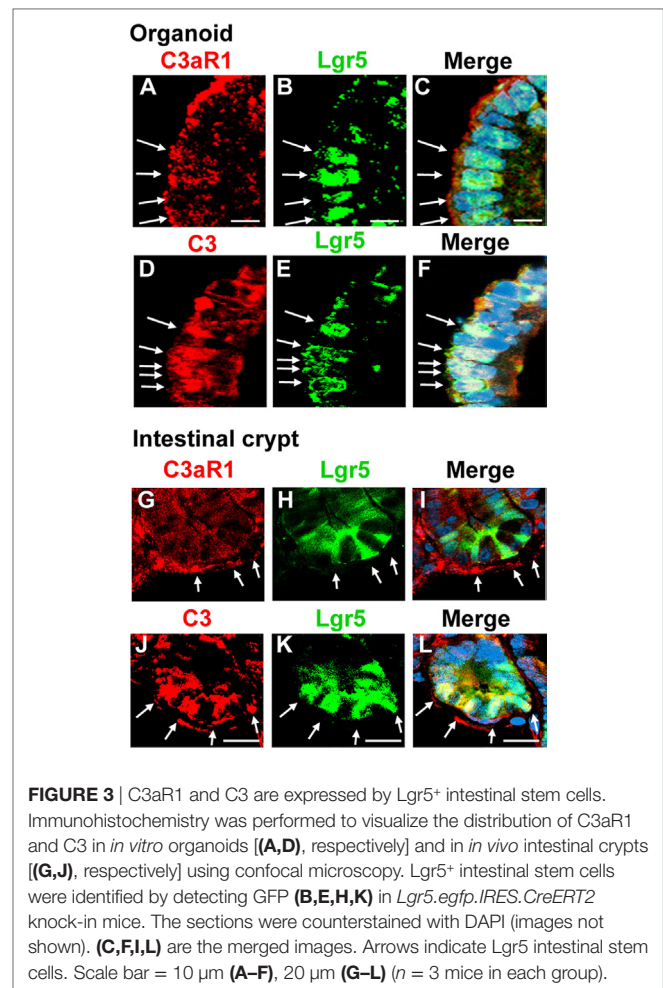 Organoid
C3aR1 Lgr5 Merge
A B C
C3 Lgr5 Merge
D E F
Intestinal crypt
C3aR1 Lgr5 Merge
G H I
C3 Lgr5 Merge
J K L
FIGURE 3 | C3aR1 and C3 are expressed by Lgr5⁺ intestinal stem cells.
Immunohistochemistry was performed to visualize the distribution of C3aR1
and C3 in in vitro organoids [(A,D), respectively] and in in vivo intestinal crypts
[(G,J), respectively] using confocal microscopy. Lgr5⁺ intestinal stem cells
were identified by detecting GFP (B,E,H,K) in Lgr5.egfp.IRES.CreERT2
knock-in mice. The sections were counterstained with DAPI (images not
shown). (C,F,I,L) are the merged images. Arrows indicate Lgr5 intestinal stem
cells. Scale bar = 10 µm (A–F), 20 µm (G–L) (n = 3 mice in each group).